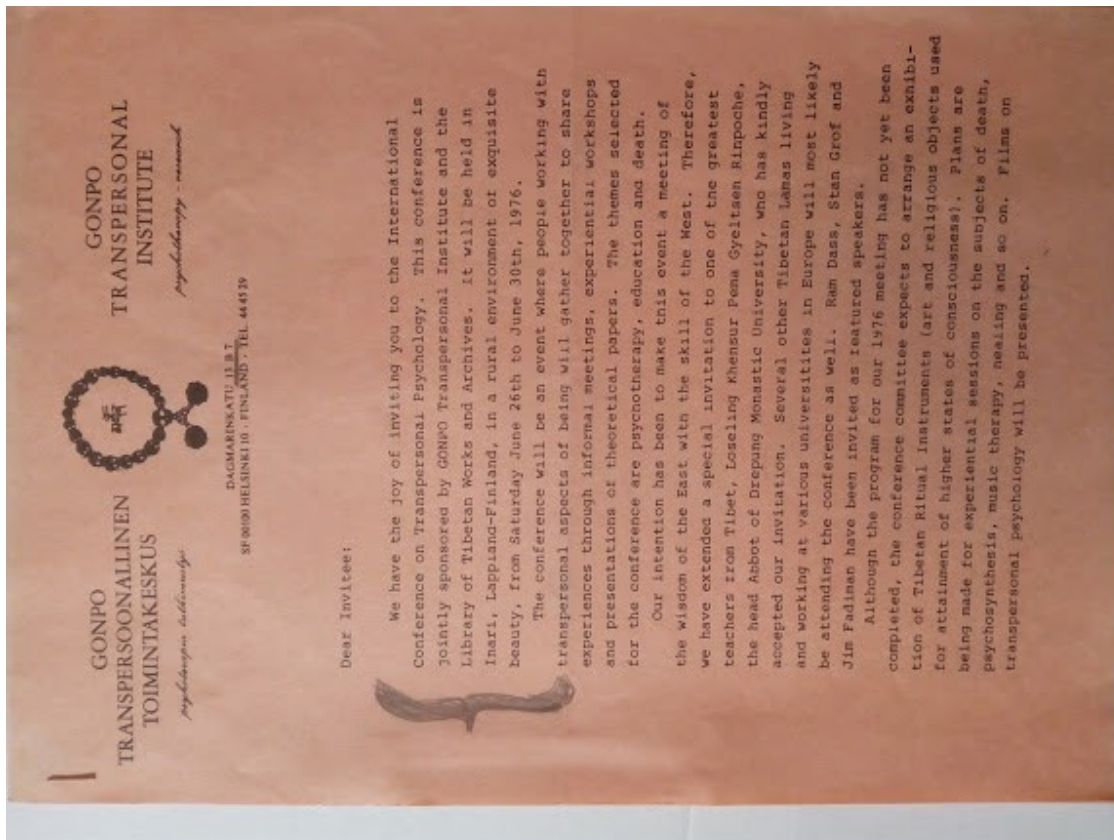 GONPO
TRANSPERSOONALLINEN
TOIMINTAKESKUS
GONPO
TRANSPERSONAL
INSTITUTE
psychotherapy - research
DAGMARINKATU 13 B 7
SF 00100 HELSINKI 10 - FINLAND - TEL. 444539
Dear Invitee:
We have the joy of inviting you to the International
Conference on Transpersonal Psychology. This conference is
jointly sponsored by GONPO Transpersonal Institute and the
Library of Tibetan Works and Archives. It will be held in
Inari, Lappland-Finland, in a rural environment of exquisite
beauty, from Saturday June 26th to June 30th, 1976.
The conference will be an event where people working with
transpersonal aspects of being will gather together to share
experiences through informal meetings, experiential workshops
and presentations of theoretical papers. The themes selected
for the conference are psychotherapy, education and death.
Our intention has been to make this event a meeting of
the wisdom of the East with the skill of the West. Therefore,
we have extended a special invitation to one of the greatest
teachers from Tibet, Loseling Khensur Pena Gyeltsen Rinpoche,
the head Abbot of Drepung Monastic University, who has kindly
accepted our invitation. Several other Tibetan Lamas living
and working at various universitites in Europe will most likely
be attending the conference as well. Ram Dass, Stan Grof and
Jim Fadiman have been invited as featured speakers.
Although the program for our 1976 meeting has not yet been
completed, the conference committee expects to arrange an exhibi-
tion of Tibetan Ritual Instruments (art and religious objects used
for attainment of higher states of consciousness). Plans are
being made for experiential sessions on the subjects of death,
psychosynthesis, music therapy, healing and so on. Films on
transpersonal psychology will be presented.